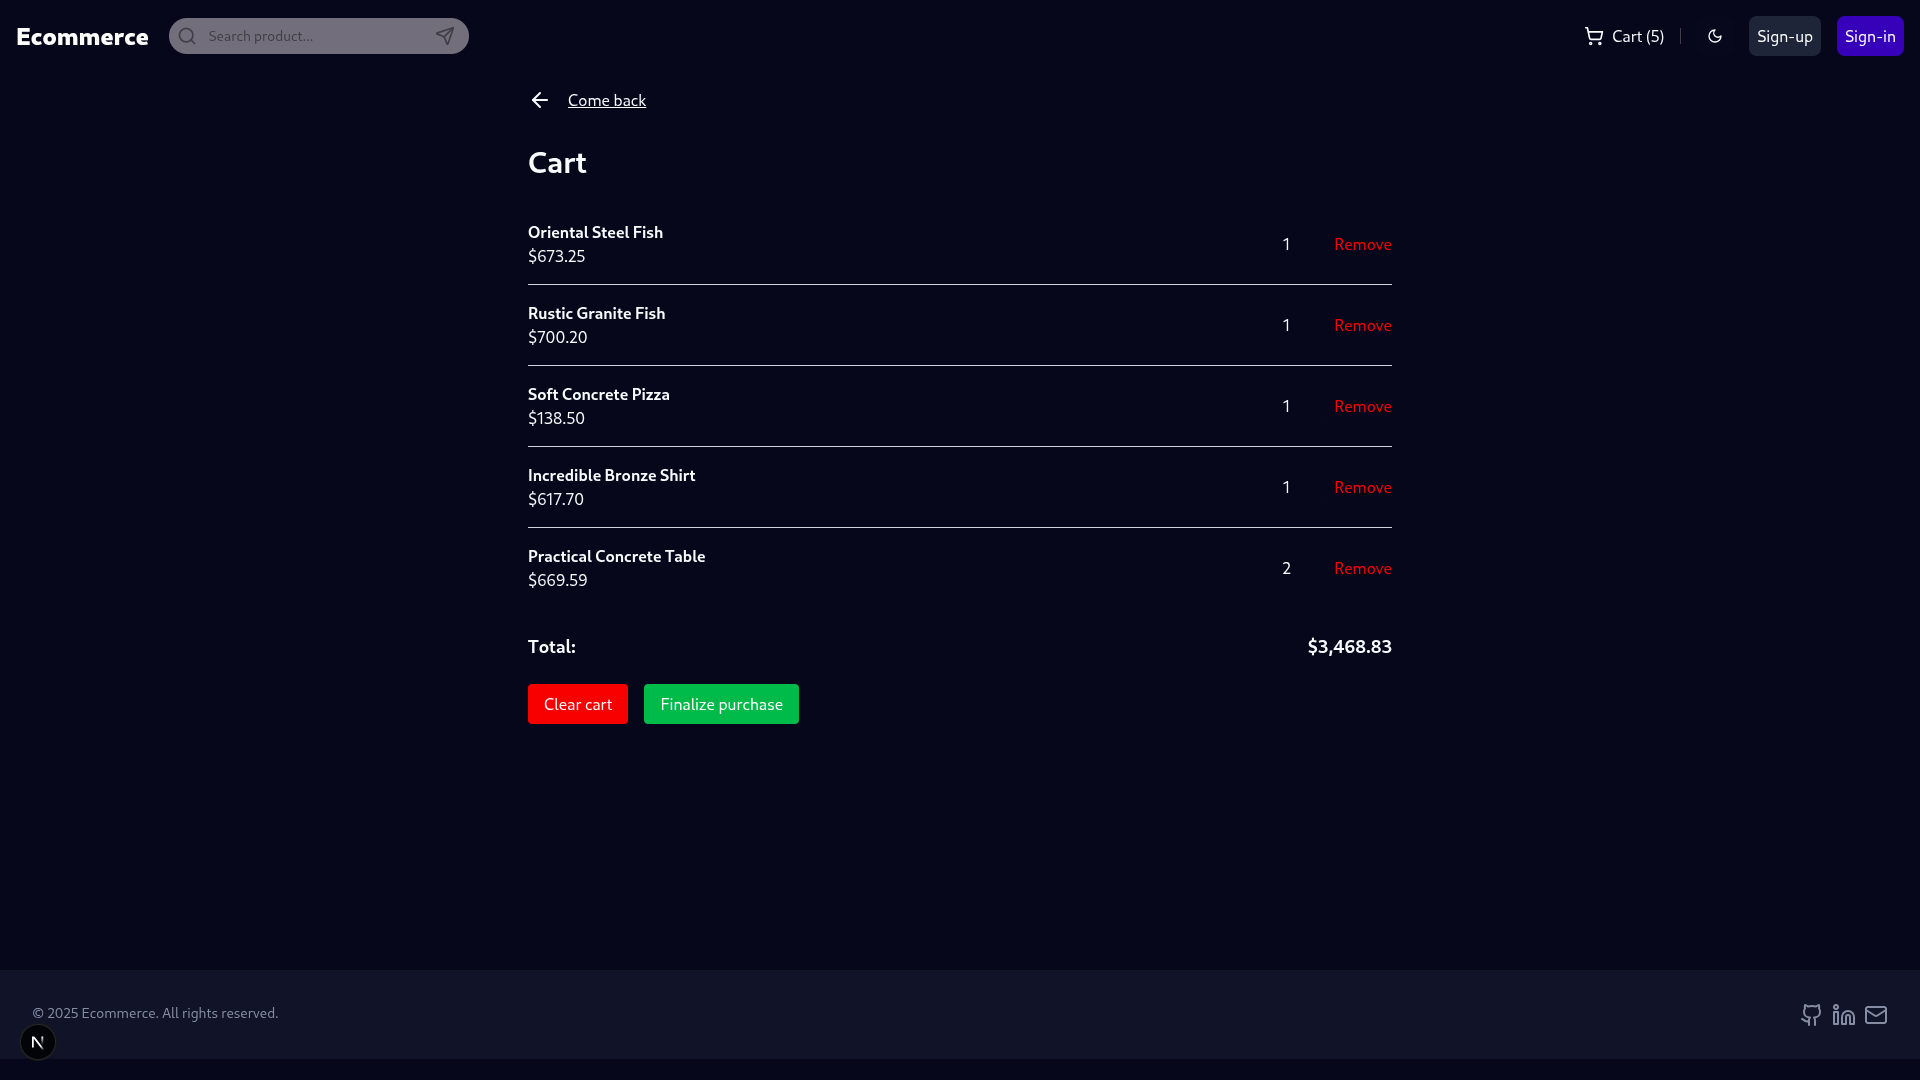 Ecommerce
Search product...
Cart (5)
Sign-up
Sign-in
Come back
Cart
Oriental Steel Fish
$673.25
1
Remove
Rustic Granite Fish
$700.20
1
Remove
Soft Concrete Pizza
$138.50
1
Remove
Incredible Bronze Shirt
$617.70
1
Remove
Practical Concrete Table
$669.59
2
Remove
Total:
$3,468.83
Clear cart
Finalize purchase
© 2025 Ecommerce. All rights reserved.
N